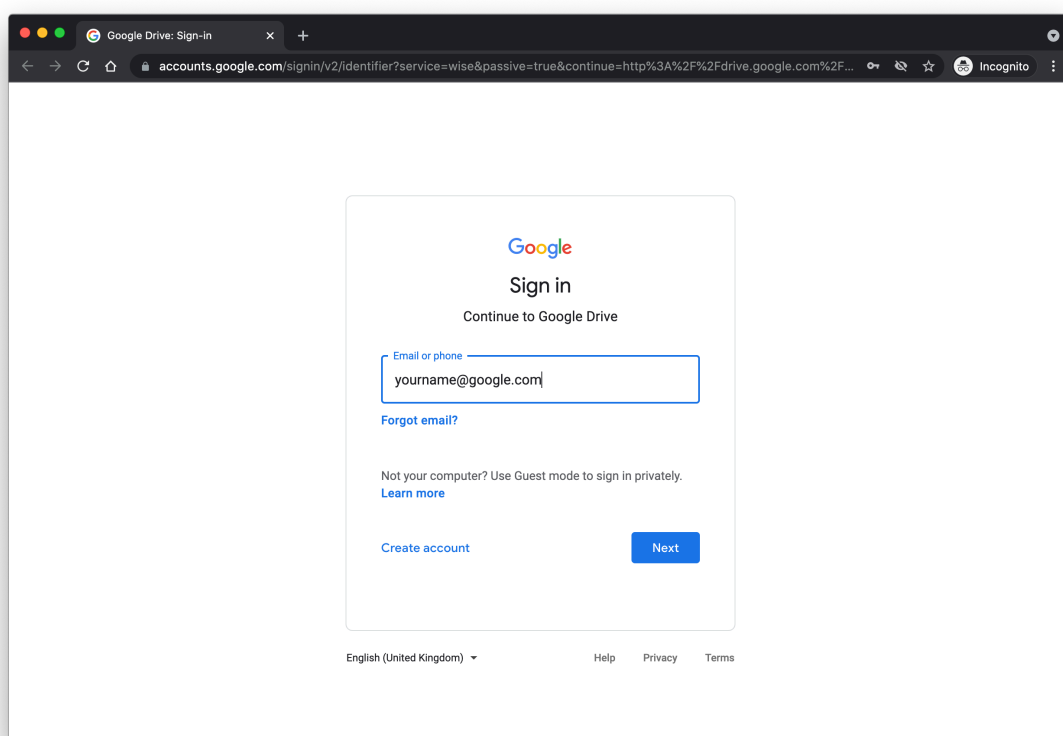 Google Drive: Sign-in
accounts.google.com/signin/v2/identifier?service=wise&passive=true&continue=http%3A%2F%2Fdrive.google.com%2F...
Incognito
Google
Sign in
Continue to Google Drive
Email or phone
yourname@google.com
Forgot email?
Not your computer? Use Guest mode to sign in privately.
Learn more
Create account
Next
English (United Kingdom)
Help Privacy Terms